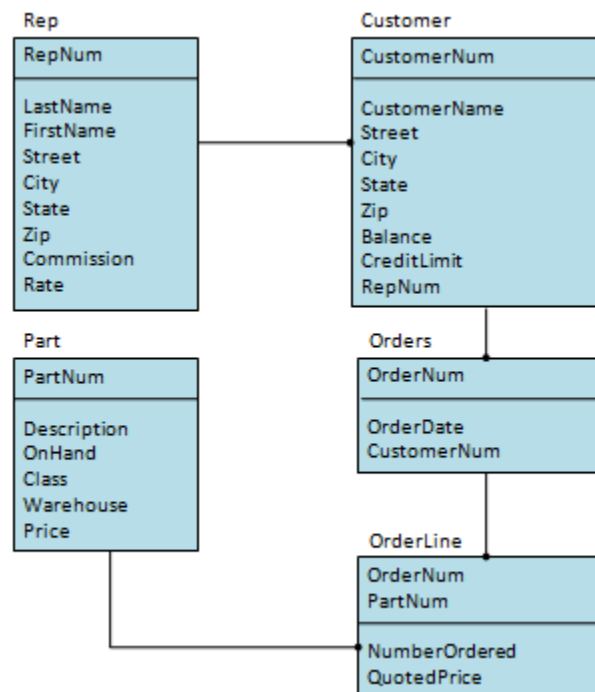 Rep
RepNum
LastName
FirstName
Street
City
State
Zip
Commission
Rate
Customer
CustomerNum
CustomerName
Street
City
State
Zip
Balance
CreditLimit
RepNum
Part
PartNum
Description
OnHand
Class
Warehouse
Price
Orders
OrderNum
OrderDate
CustomerNum
OrderLine
OrderNum
PartNum
NumberOrdered
QuotedPrice